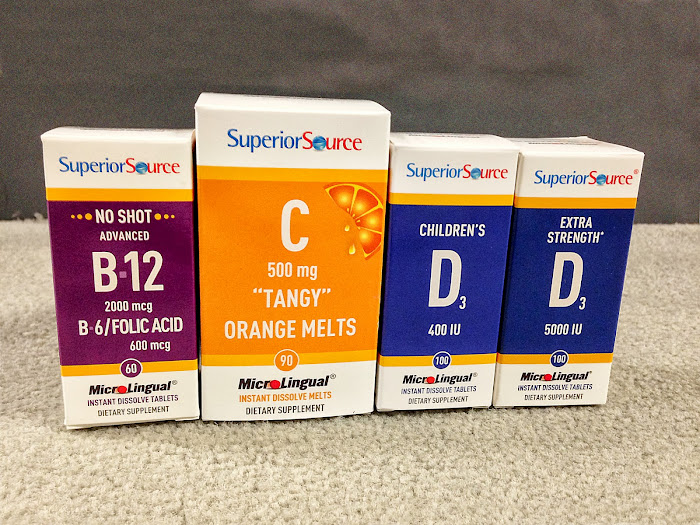 SuperiorSource
NO SHOT
ADVANCED
B-12
2000 mcg
B-6/FOLIC ACID
600 mcg
60
MicroLingual®
INSTANT DISSOLVE TABLETS
DIETARY SUPPLEMENT
SuperiorSource
C
500 mg
"TANGY"
ORANGE MELTS
90
MicroLingual®
INSTANT DISSOLVE MELTS
DIETARY SUPPLEMENT
SuperiorSource
CHILDREN'S
D3
400 IU
100
MicroLingual®
INSTANT DISSOLVE TABLETS
DIETARY SUPPLEMENT
SuperiorSource®
EXTRA
STRENGTH*
D3
5000 IU
100
MicroLingual®
INSTANT DISSOLVE TABLETS
DIETARY SUPPLEMENT